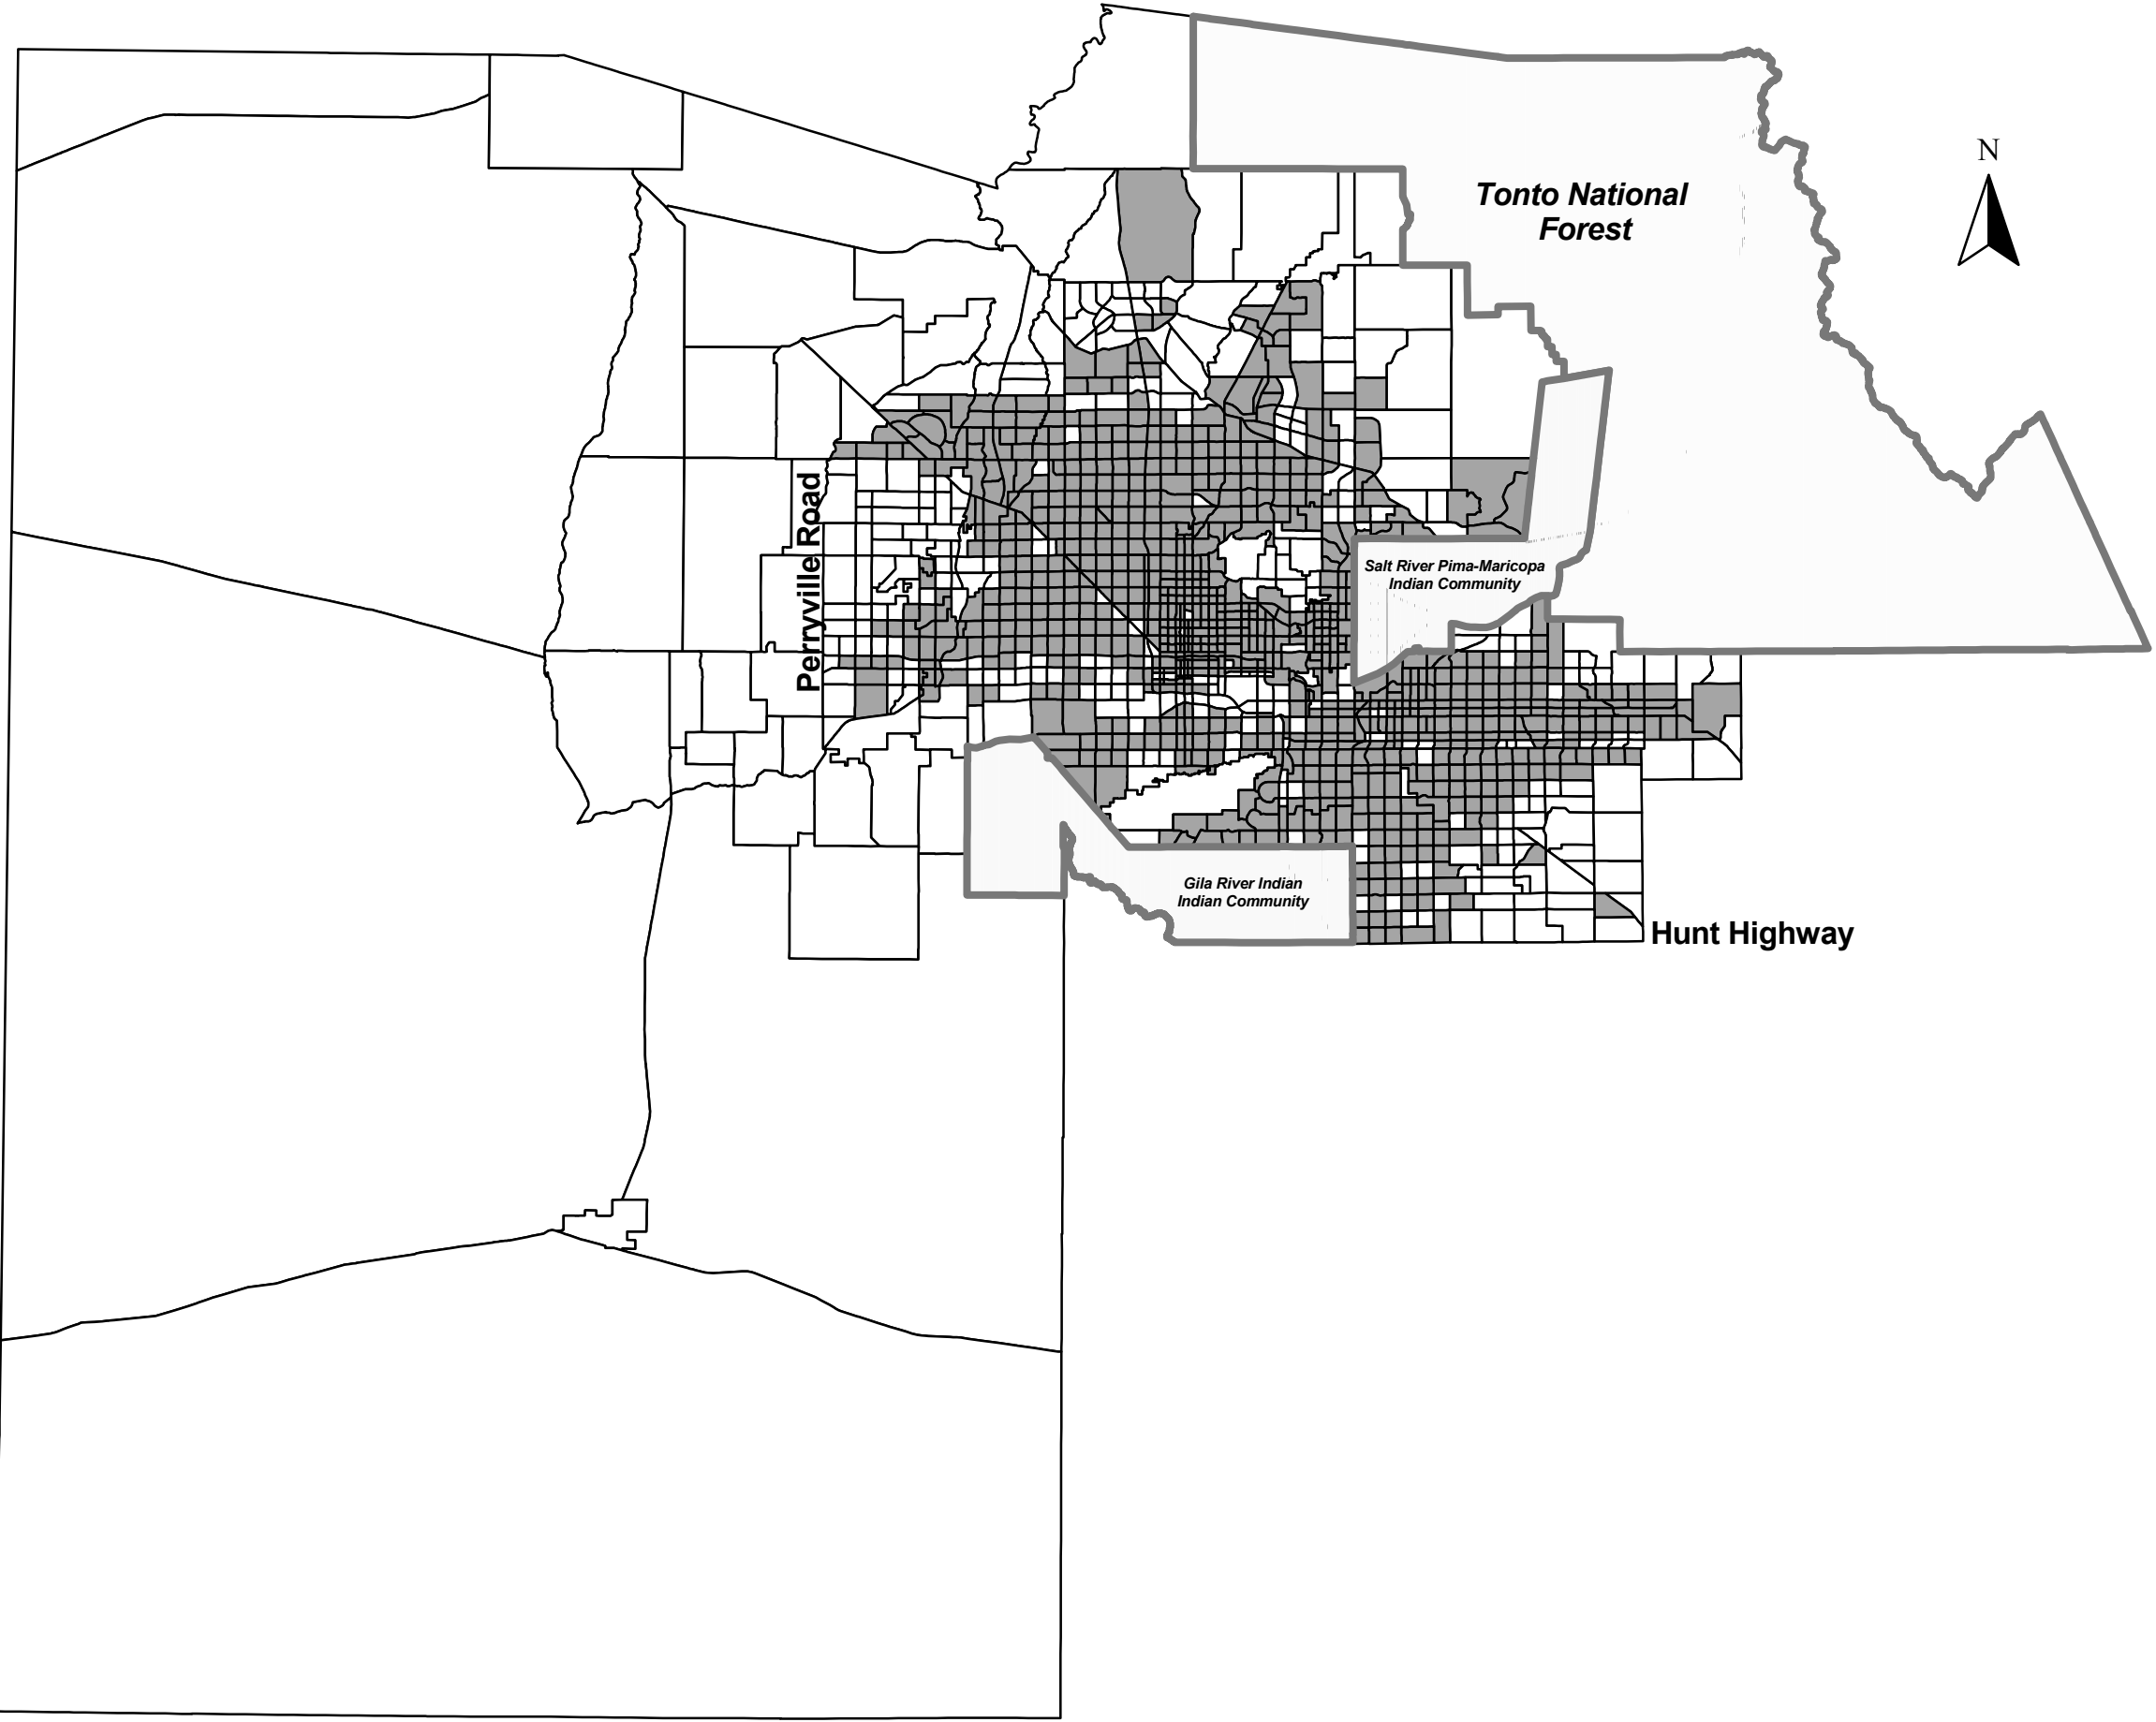 N
Tonto National
Forest
Perryville Road
Salt River Pima-Maricopa
Indian Community
Gila River Indian
Indian Community
Hunt Highway